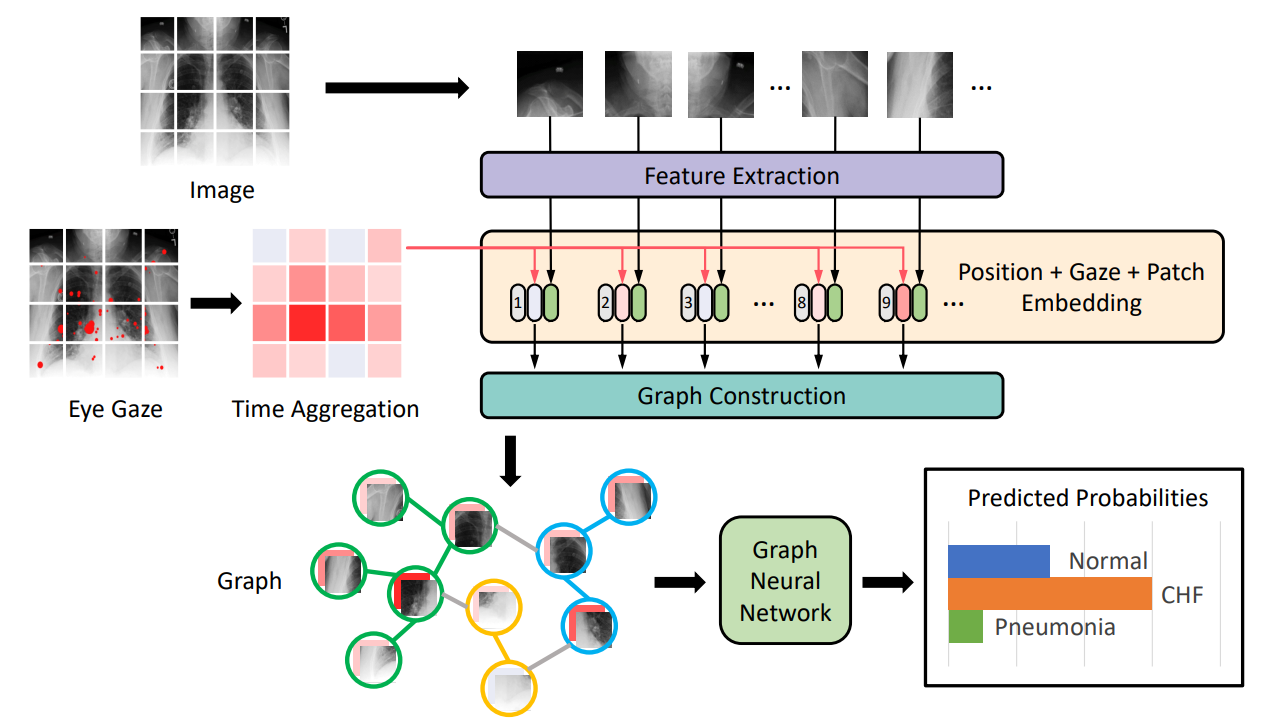 Image
Feature Extraction
Eye Gaze
Time Aggregation
Position + Gaze + Patch
Embedding
1
2
3
...
8
9
...
Graph Construction
Graph
Graph
Neural
Network
Predicted Probabilities
Normal
CHF
Pneumonia